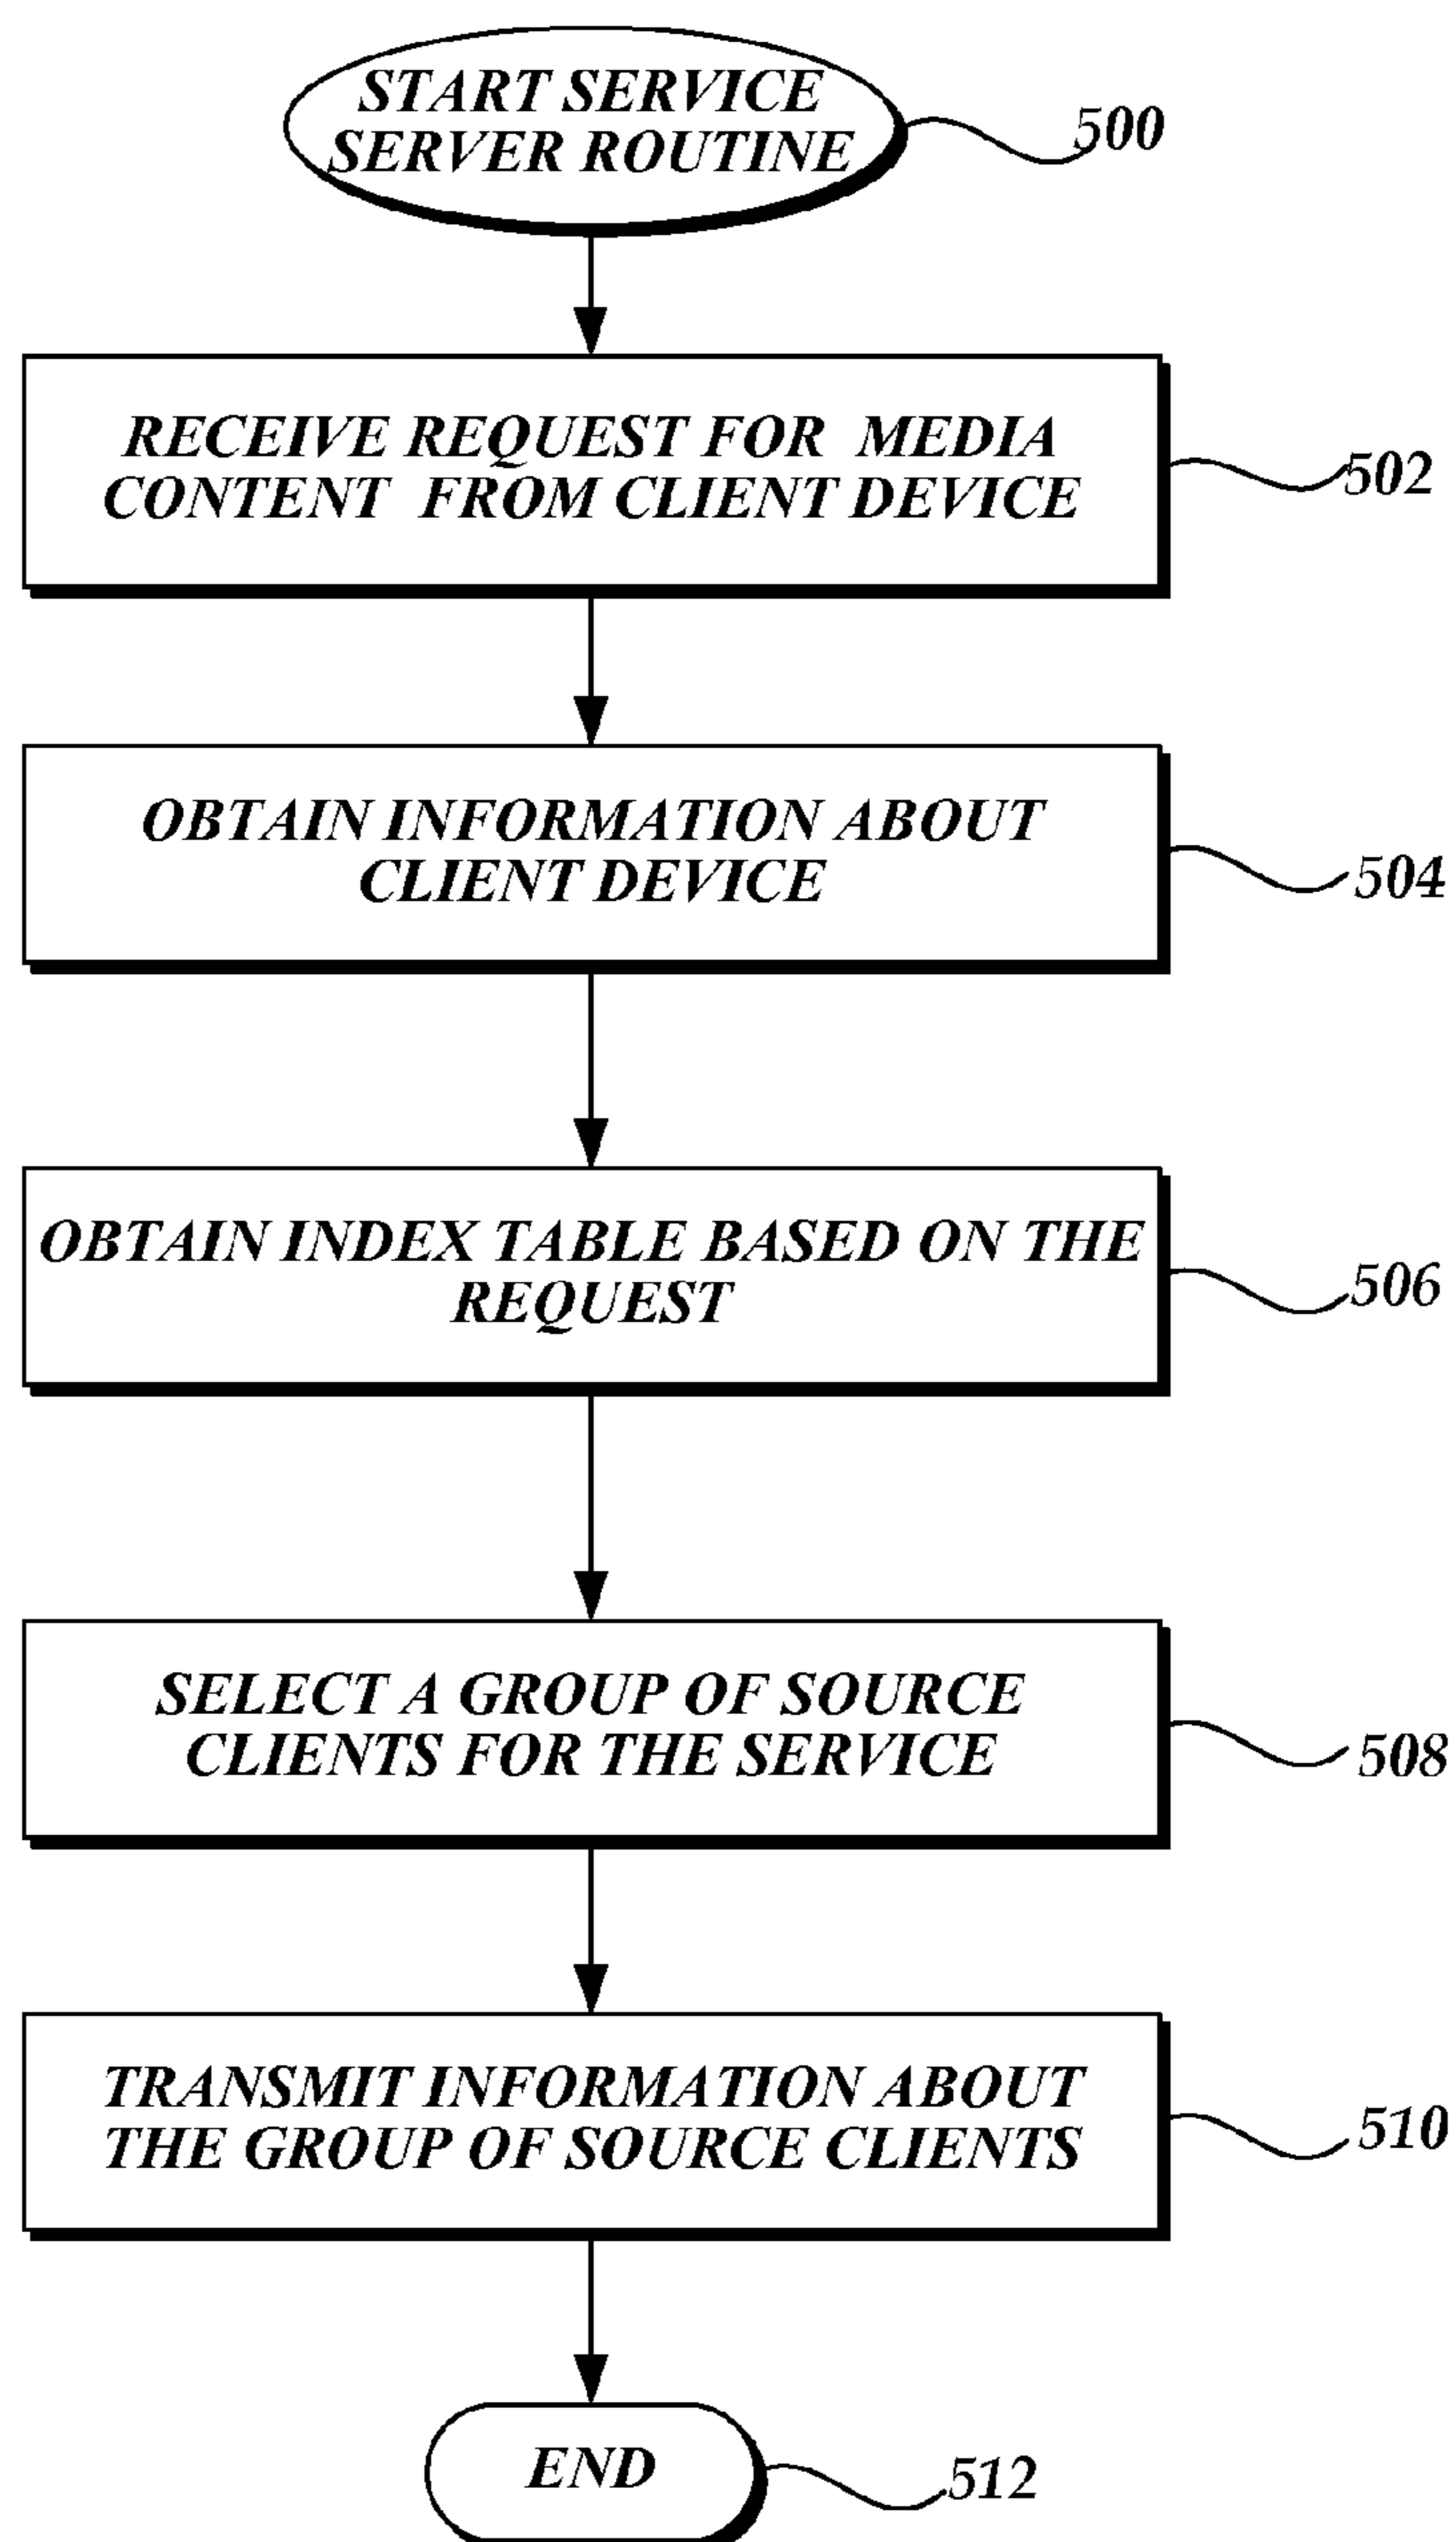 START SERVICE
SERVER ROUTINE
500
RECEIVE REQUEST FOR MEDIA
CONTENT FROM CLIENT DEVICE
502
OBTAIN INFORMATION ABOUT
CLIENT DEVICE
504
OBTAIN INDEX TABLE BASED ON THE
REQUEST
506
SELECT A GROUP OF SOURCE
CLIENTS FOR THE SERVICE
508
TRANSMIT INFORMATION ABOUT
THE GROUP OF SOURCE CLIENTS
510
END
512